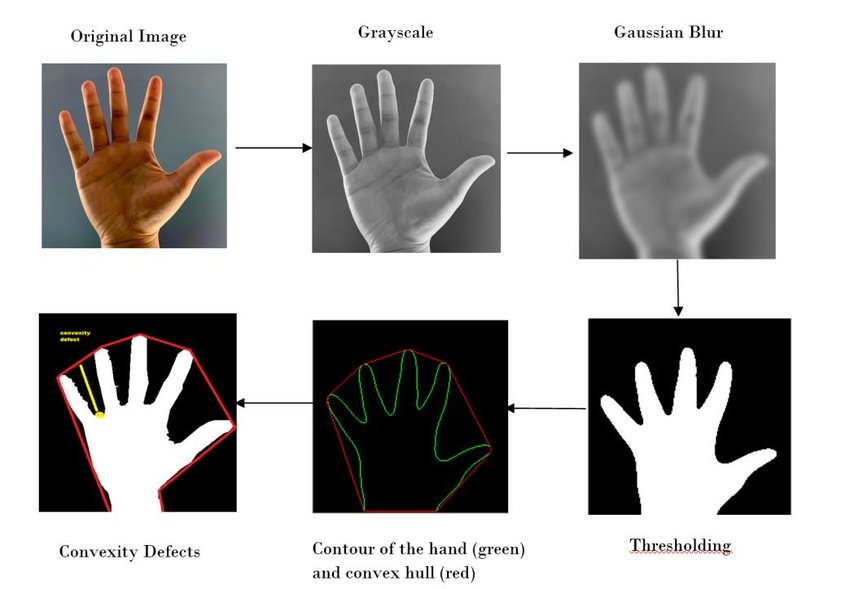 Original Image
Grayscale
Gaussian Blur
convexity
defect
Convexity Defects
Contour of the hand (green)
and convex hull (red)
Thresholding